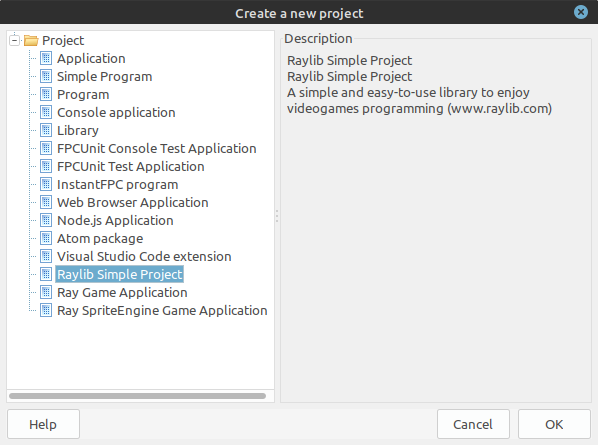 Create a new project
Project
Application
Simple Program
Program
Console application
Library
FPCUnit Console Test Application
FPCUnit Test Application
InstantFPC program
Web Browser Application
Node.js Application
Atom package
Visual Studio Code extension
Raylib Simple Project
Ray Game Application
Ray SpriteEngine Game Application
Description
Raylib Simple Project
Raylib Simple Project
A simple and easy-to-use library to enjoy
videogames programming (www.raylib.com)
Help
Cancel
OK